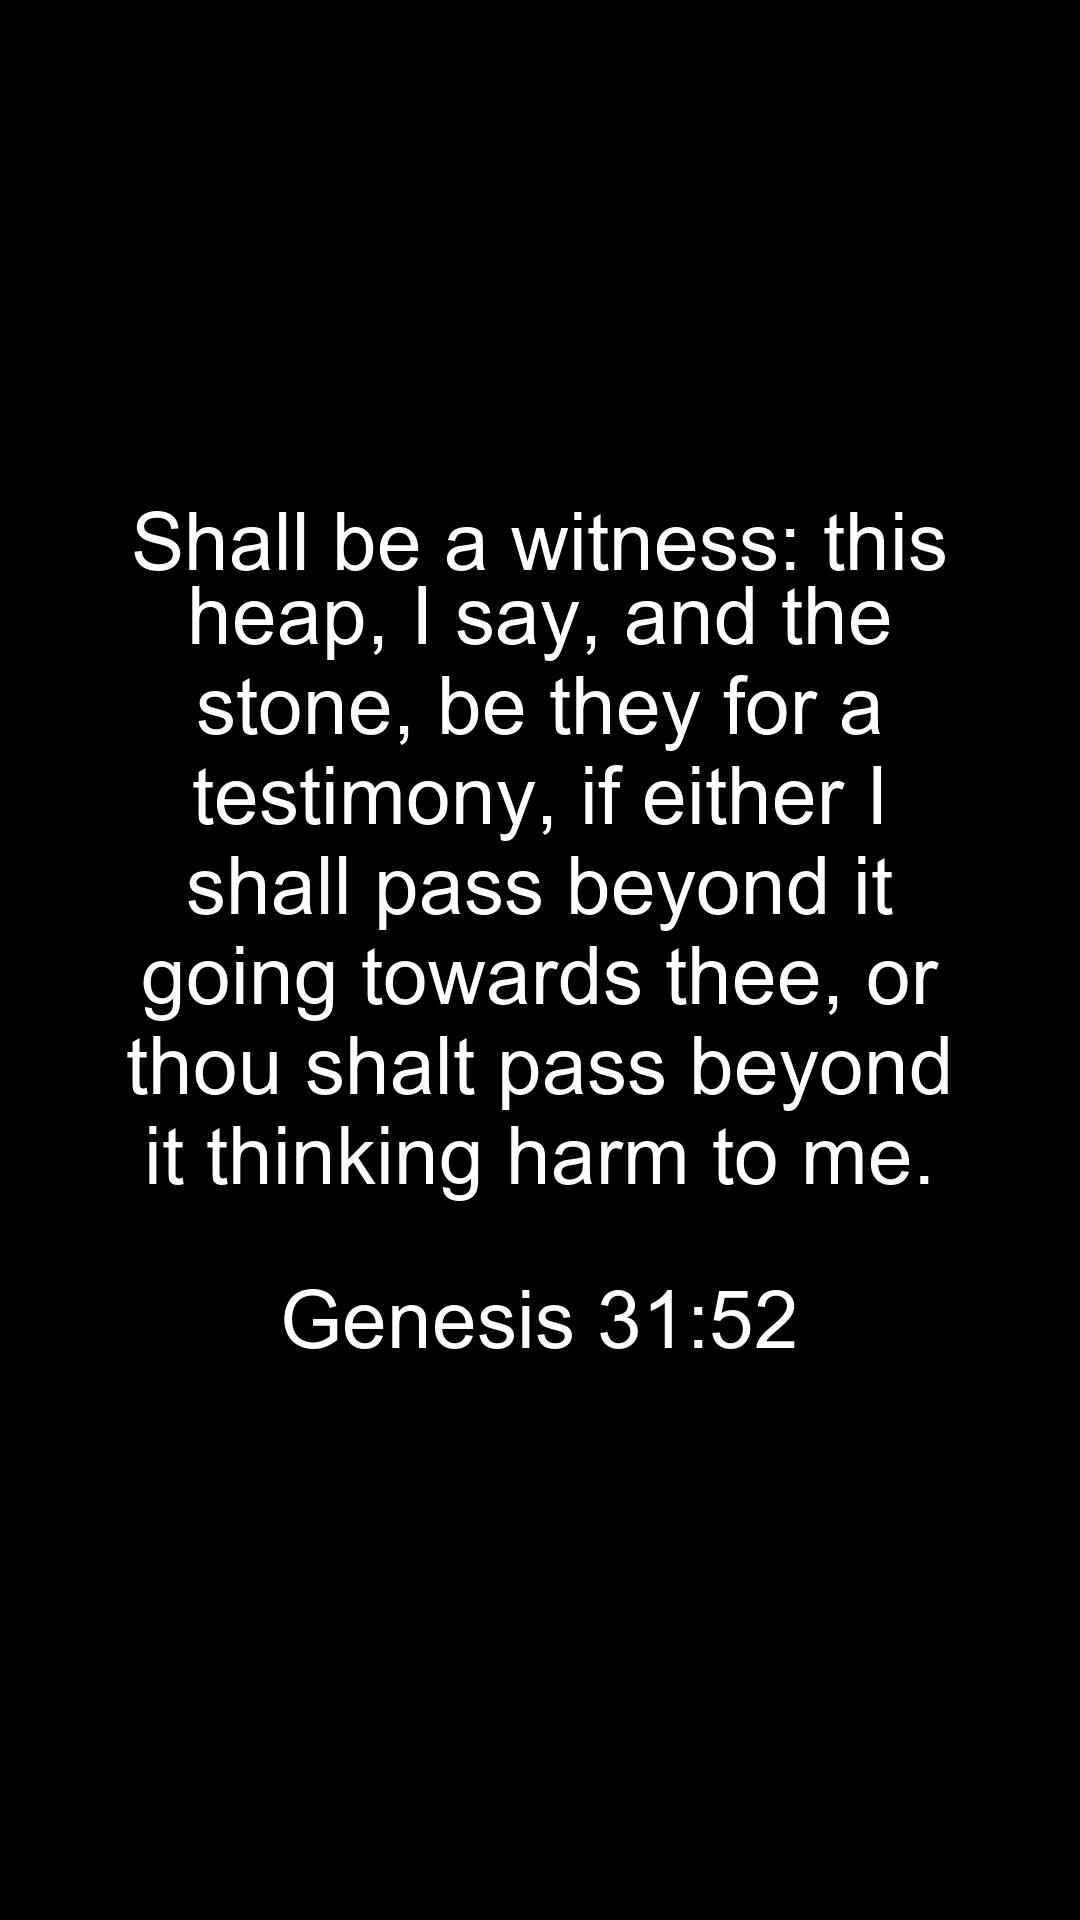 Shall be a witness: this
heap, I say, and the
stone, be they for a
testimony, if either I
shall pass beyond it
going towards thee, or
thou shalt pass beyond
it thinking harm to me.
Genesis 31:52